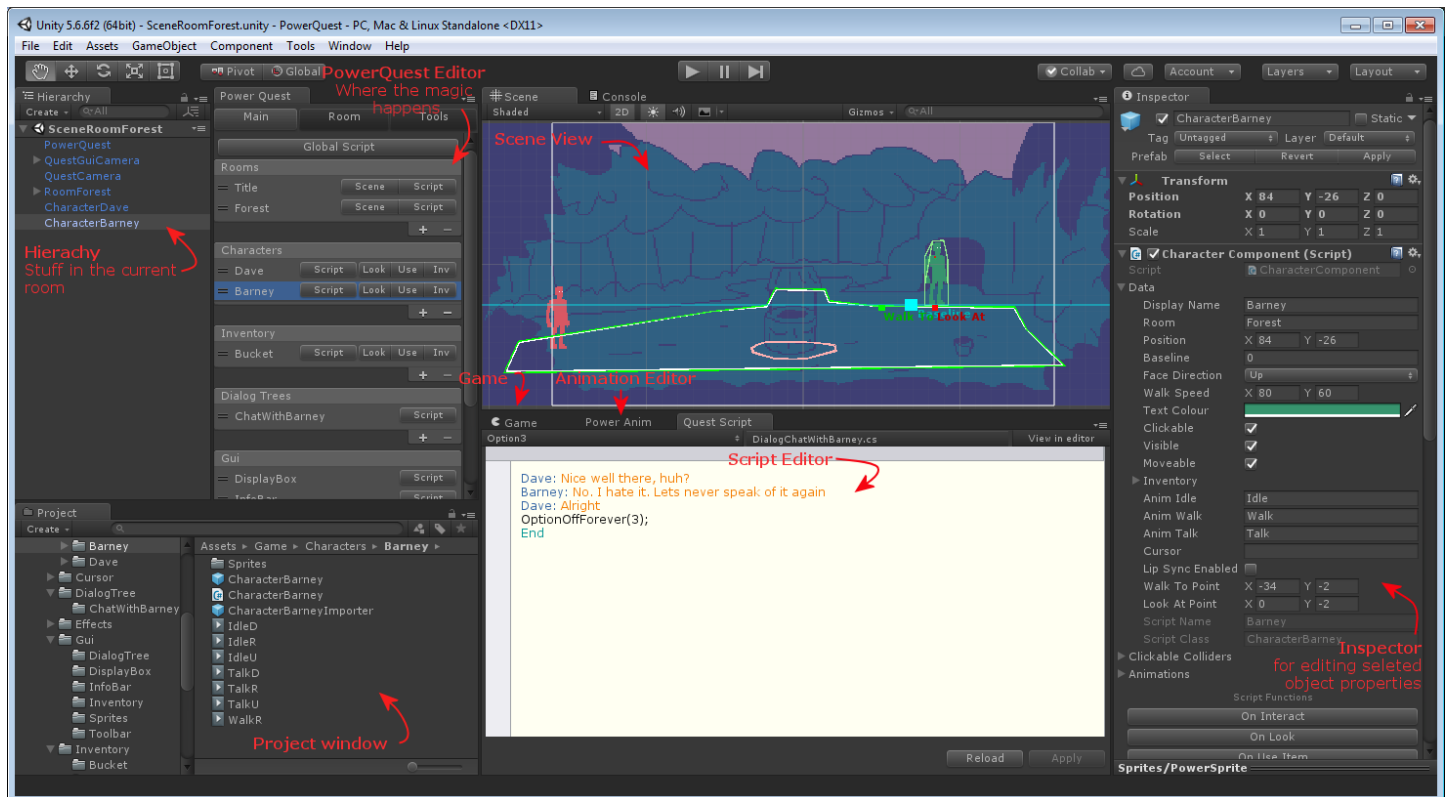 Unity 5.6.6f2 (64bit) - SceneRoomForest.unity - PowerQuest - PC, Mac & Linux Standalone <DX11>
File Edit Assets GameObject Component Tools Window Help
Pivot Global Collab Account Layers Layout
PowerQuest Editor
Where the magic
happens
Hierarchy
Create All
SceneRoomForest
PowerQuest
QuestGuiCamera
QuestCamera
RoomForest
CharacterDave
CharacterBarney
Hierachy
Stuff in the current
room
Power Quest
Main Room Tools
Global Script
Rooms
Title Scene Script
Forest Scene Script
+ −
Characters
Dave Script Look Use Inv
Barney Script Look Use Inv
+ −
Inventory
Bucket Script Look Use Inv
+ −
Dialog Trees
ChatWithBarney Script
+ −
Gui
DisplayBox Script
InfoBar Script
Scene Console
Shaded 2D Gizmos All
Scene View
Look At
Game Animation Editor
Game Power Anim Quest Script
Option3 DialogChatWithBarney.cs View in editor
Script Editor
Dave: Nice well there, huh?
Barney: No. I hate it. Lets never speak of it again
Dave: Alright
OptionOffForever(3);
End
Reload Apply
Project
Create
Barney
Dave
Cursor
DialogTree
ChatWithBarney
Effects
Gui
DialogTree
DisplayBox
InfoBar
Inventory
Sprites
Toolbar
Inventory
Bucket
Assets Game Characters Barney
Sprites
CharacterBarney
CharacterBarney
CharacterBarneyImporter
IdleD
IdleR
IdleU
TalkD
TalkR
TalkU
WalkR
Project window
Inspector
CharacterBarney Static
Tag Untagged Layer Default
Prefab Select Revert Apply
Transform
Position X 84 Y -26 Z 0
Rotation X 0 Y 0 Z 0
Scale X 1 Y 1 Z 1
Character Component (Script)
Script CharacterComponent
Data
Display Name Barney
Room Forest
Position X 84 Y -26
Baseline 0
Face Direction Up
Walk Speed X 80 Y 60
Text Colour
Clickable
Visible
Moveable
Inventory
Anim Idle Idle
Anim Walk Walk
Anim Talk Talk
Cursor
Lip Sync Enabled
Walk To Point X -34 Y -2
Look At Point X 0 Y -2
Script Name Barney
Script Class CharacterBarney
Clickable Colliders
Animations
Inspector
for editing seleted
object properties
Script Functions
On Interact
On Look
On Use Item
Sprites/PowerSprite